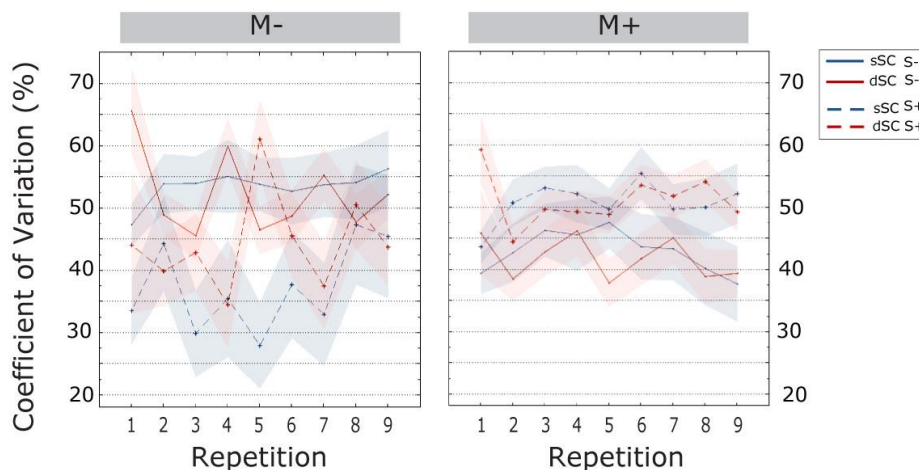 M-
M+
Coefficient of Variation (%)
70
60
50
40
30
20
1 2 3 4 5 6 7 8 9
Repetition
70
60
50
40
30
20
1 2 3 4 5 6 7 8 9
Repetition
sSC S-
dSC S-
sSC S+
dSC S+